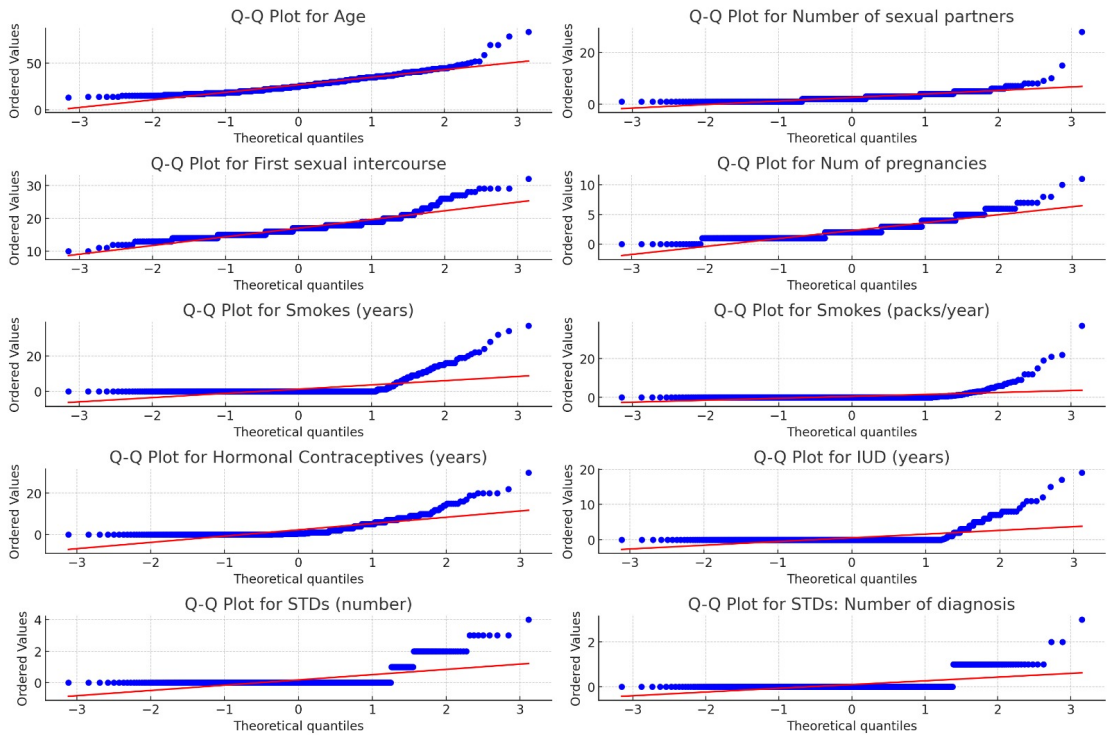 Q-Q Plot for Age
Ordered Values
50
0
−3 −2 −1 0 1 2 3
Theoretical quantiles
Q-Q Plot for Number of sexual partners
Ordered Values
20
0
−3 −2 −1 0 1 2 3
Theoretical quantiles
Q-Q Plot for First sexual intercourse
Ordered Values
30
20
10
−3 −2 −1 0 1 2 3
Theoretical quantiles
Q-Q Plot for Num of pregnancies
Ordered Values
10
5
0
−3 −2 −1 0 1 2 3
Theoretical quantiles
Q-Q Plot for Smokes (years)
Ordered Values
20
0
−3 −2 −1 0 1 2 3
Theoretical quantiles
Q-Q Plot for Smokes (packs/year)
Ordered Values
20
0
−3 −2 −1 0 1 2 3
Theoretical quantiles
Q-Q Plot for Hormonal Contraceptives (years)
Ordered Values
20
0
−3 −2 −1 0 1 2 3
Theoretical quantiles
Q-Q Plot for IUD (years)
Ordered Values
20
10
0
−3 −2 −1 0 1 2 3
Theoretical quantiles
Q-Q Plot for STDs (number)
Ordered Values
4
2
0
−3 −2 −1 0 1 2 3
Theoretical quantiles
Q-Q Plot for STDs: Number of diagnosis
Ordered Values
2
0
−3 −2 −1 0 1 2 3
Theoretical quantiles